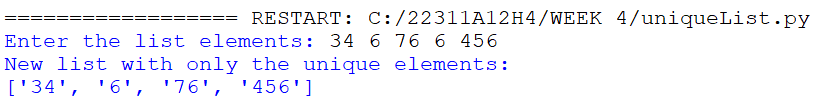 ================== RESTART: C:/22311A12H4/WEEK 4/uniqueList.py
Enter the list elements: 34 6 76 6 456
New list with only the unique elements:
['34', '6', '76', '456']